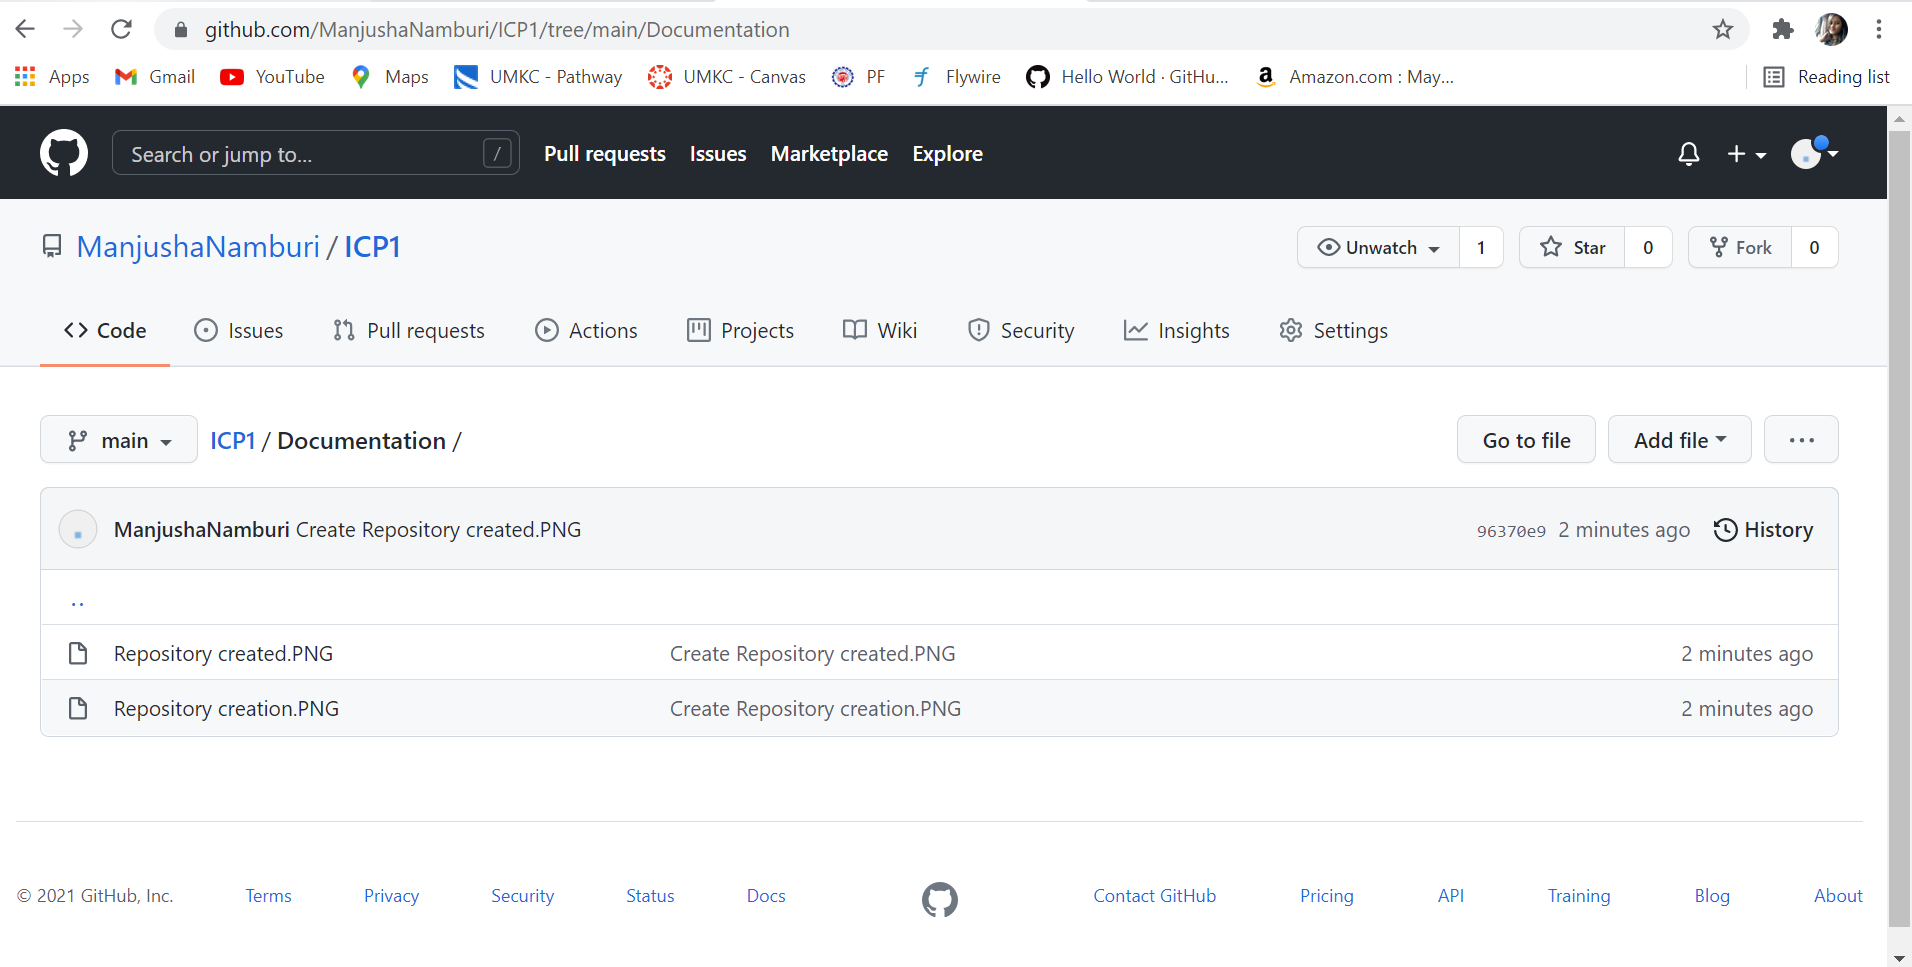 github.com/ManjushaNamburi/ICP1/tree/main/Documentation
Apps Gmail YouTube Maps UMKC - Pathway UMKC - Canvas PF Flywire Hello World · GitHu... Amazon.com : May... Reading list
Search or jump to... / Pull requests Issues Marketplace Explore
ManjushaNamburi / ICP1 Unwatch 1 Star 0 Fork 0
Code Issues Pull requests Actions Projects Wiki Security Insights Settings
main ICP1 / Documentation / Go to file Add file ...
ManjushaNamburi Create Repository created.PNG 96370e9 2 minutes ago History
..
Repository created.PNG Create Repository created.PNG 2 minutes ago
Repository creation.PNG Create Repository creation.PNG 2 minutes ago
© 2021 GitHub, Inc. Terms Privacy Security Status Docs Contact GitHub Pricing API Training Blog About